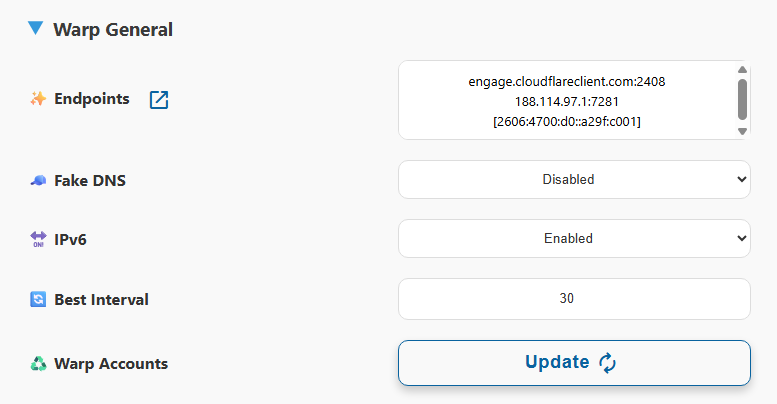 Warp General
Endpoints
engage.cloudflareclient.com:2408
188.114.97.1:7281
[2606:4700:d0::a29f:c001]
Fake DNS
Disabled
ON!
IPv6
Enabled
Best Interval
30
Warp Accounts
Update